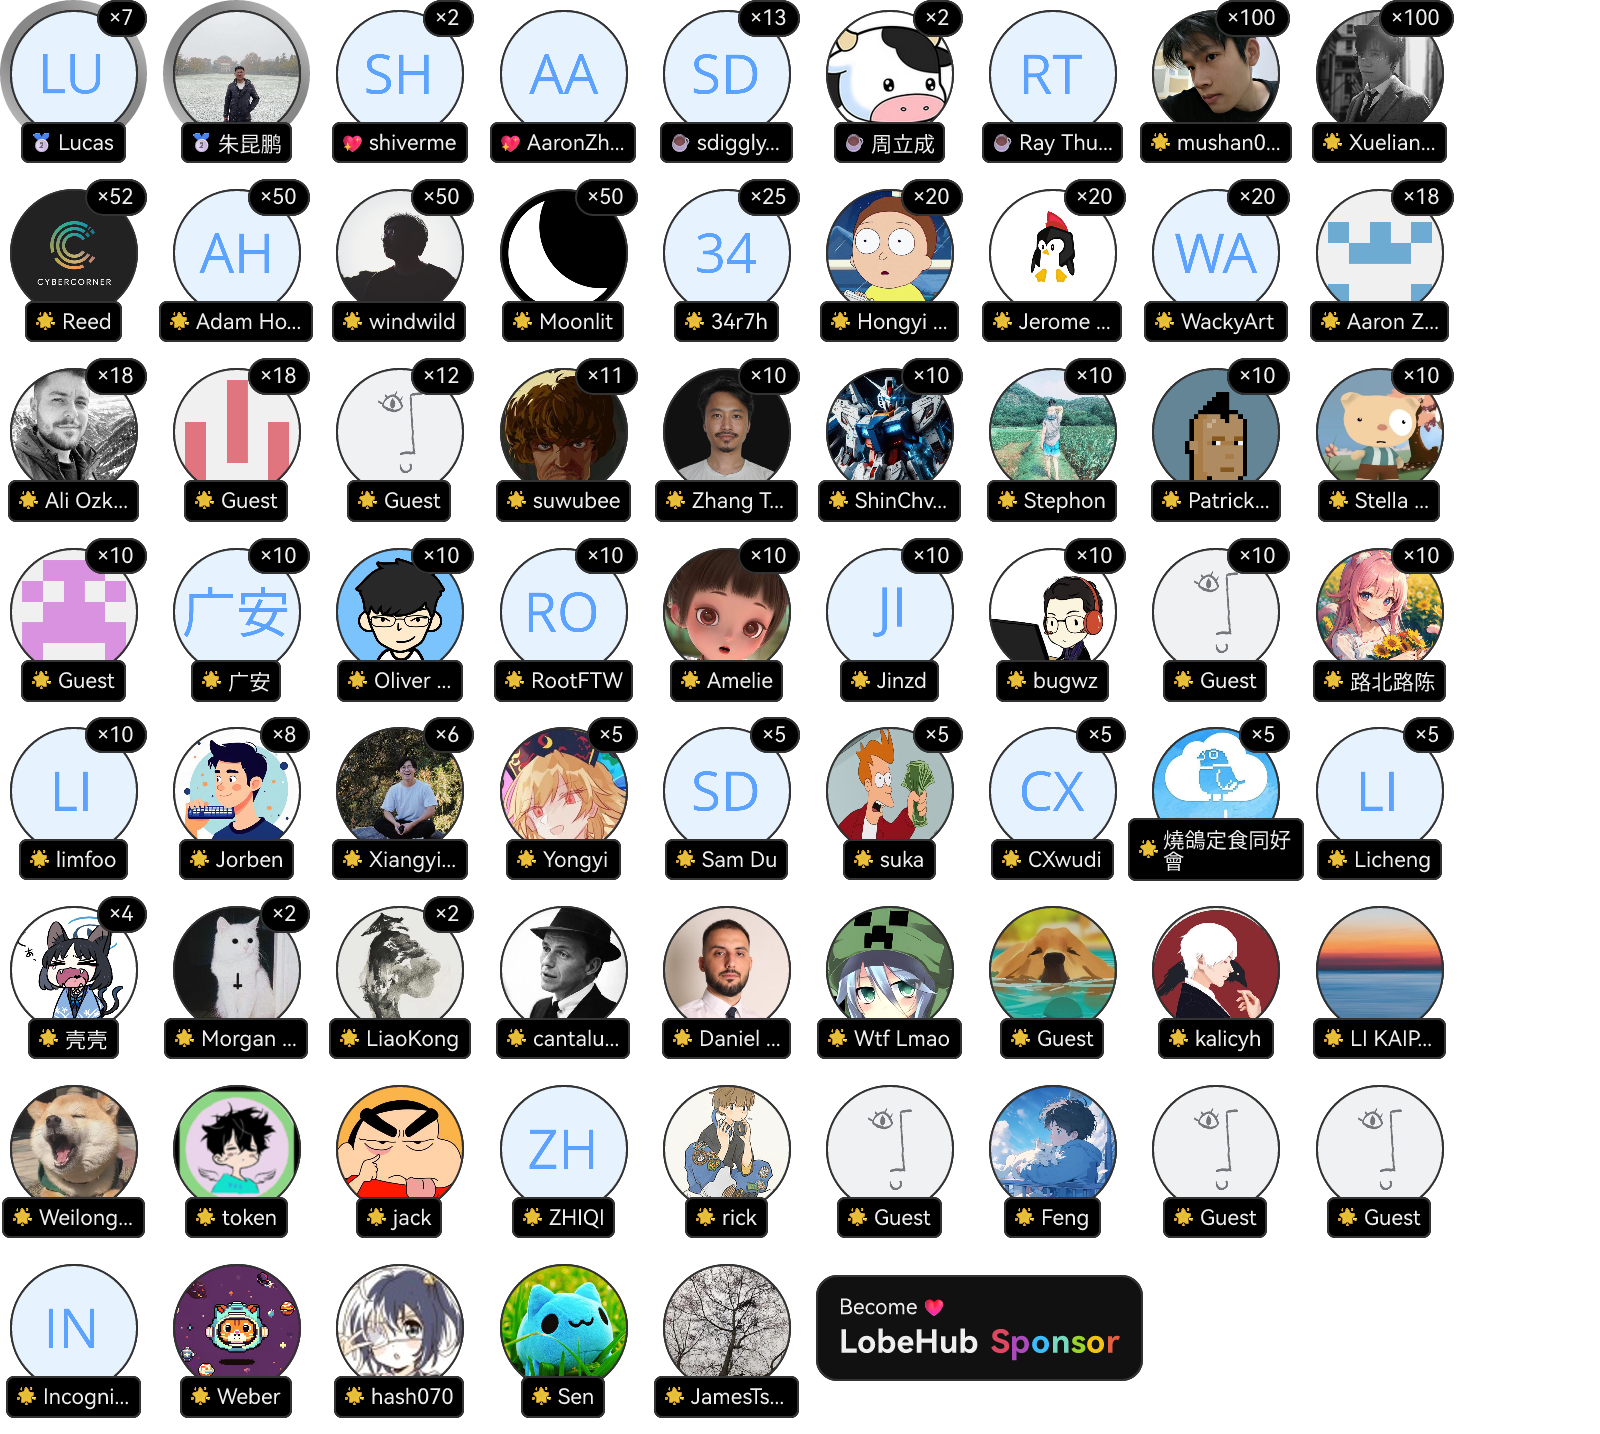 ×7
×2
×13
×2
×100
×100
LU
SH
AA
SD
RT
Lucas
朱昆鹏
shiverme
AaronZh...
sdiggly...
周立成
Ray Thu...
mushan0...
Xuelian...
×52
×50
×50
×50
×25
×20
×20
×20
×18
CYBERCORNER
AH
34
WA
Reed
Adam Ho...
windwild
Moonlit
34r7h
Hongyi ...
Jerome ...
WackyArt
Aaron Z...
×18
×18
×12
×11
×10
×10
×10
×10
×10
Ali Ozk...
Guest
Guest
suwubee
Zhang T...
ShinChv...
Stephon
Patrick...
Stella ...
×10
×10
×10
×10
×10
×10
×10
×10
×10
广安
RO
JI
Guest
广安
Oliver ...
RootFTW
Amelie
Jinzd
bugwz
Guest
路北路陈
×10
×8
×6
×5
×5
×5
×5
×5
×5
LI
SD
CX
LI
limfoo
Jorben
Xiangyi...
Yongyi
Sam Du
suka
CXwudi
燒鴿定食同好
會
Licheng
×4
×2
×2
壳壳
Morgan ...
LiaoKong
cantalu...
Daniel ...
Wtf Lmao
Guest
kalicyh
LI KAIP...
ZH
Weilong...
token
jack
ZHIQI
rick
Guest
Feng
Guest
Guest
IN
Incogni...
Weber
hash070
Sen
JamesTs...
Become
LobeHub Sponsor